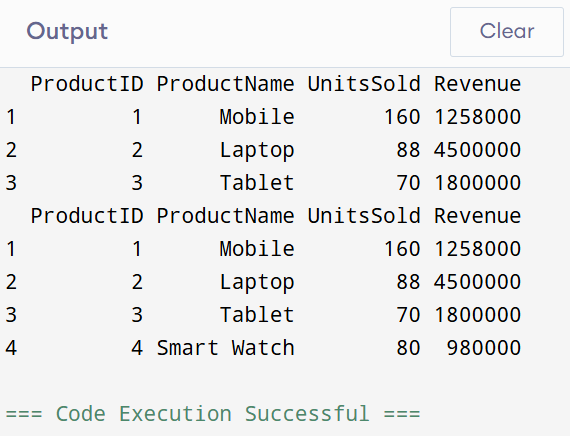 Output
Clear
  ProductID ProductName UnitsSold Revenue
1         1      Mobile       160 1258000
2         2      Laptop        88 4500000
3         3      Tablet        70 1800000
  ProductID ProductName UnitsSold Revenue
1         1      Mobile       160 1258000
2         2      Laptop        88 4500000
3         3      Tablet        70 1800000
4         4 Smart Watch        80  980000
=== Code Execution Successful ===